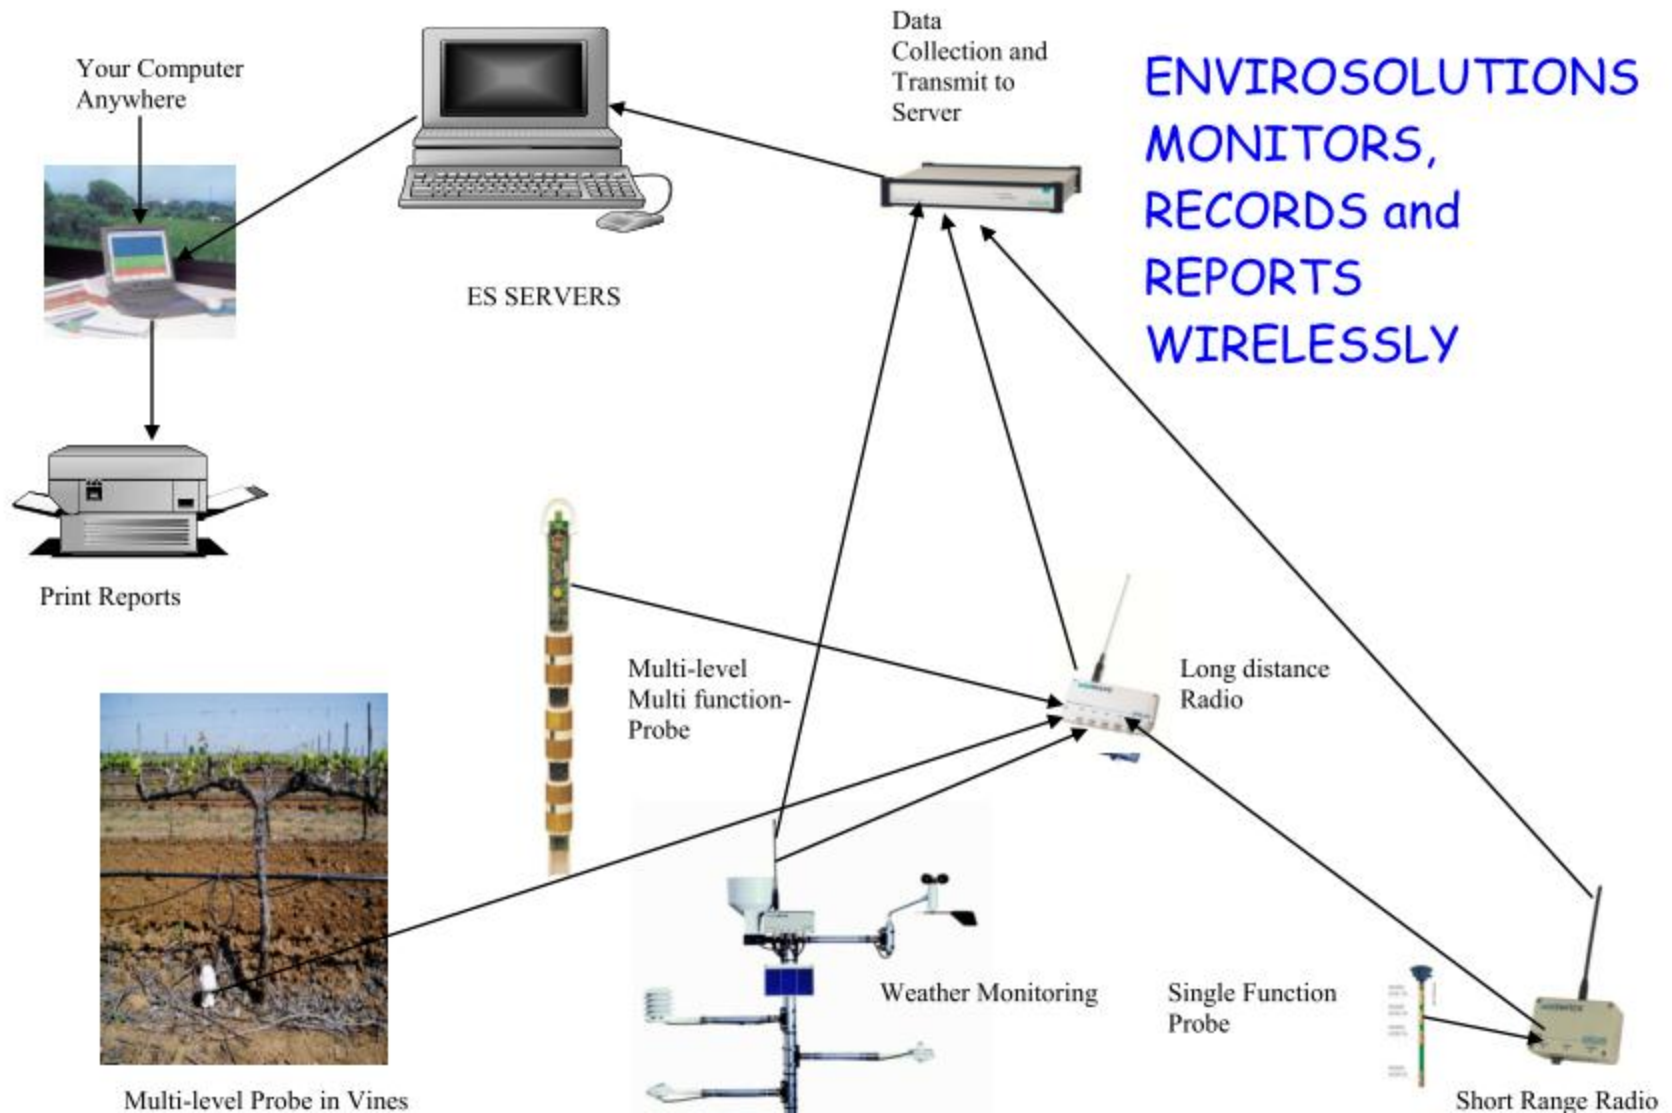 Your Computer
Anywhere
Data
Collection and
Transmit to
Server
ENVIROSOLUTIONS
MONITORS,
RECORDS and
REPORTS
WIRELESSLY
ES SERVERS
Print Reports
Multi-level
Multi function-
Probe
Long distance
Radio
Weather Monitoring
Single Function
Probe
Multi-level Probe in Vines
Short Range Radio